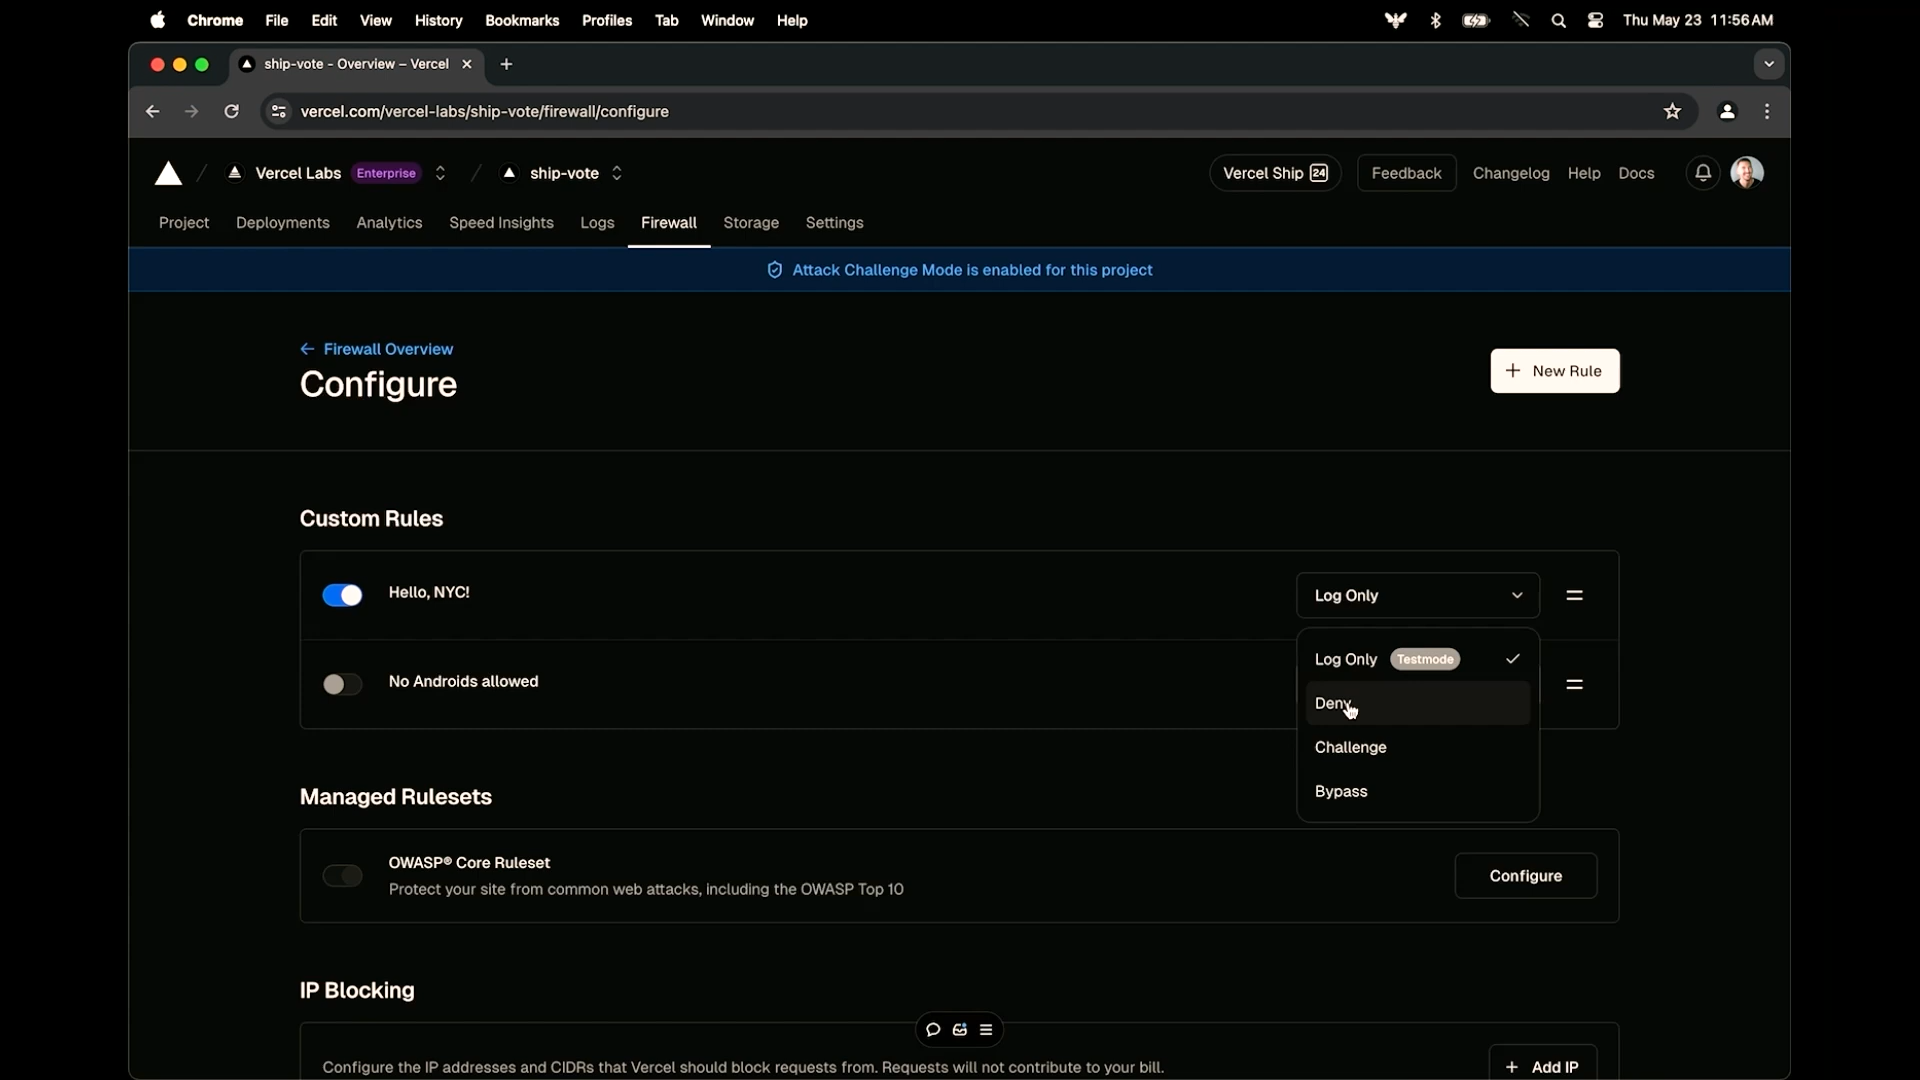 Chrome File Edit View History Bookmarks Profiles Tab Window Help Thu May 23 11:56AM
ship-vote - Overview – Vercel
vercel.com/vercel-labs/ship-vote/firewall/configure
Vercel Labs Enterprise ship-vote Vercel Ship 24 Feedback Changelog Help Docs
Project Deployments Analytics Speed Insights Logs Firewall Storage Settings
Attack Challenge Mode is enabled for this project
Firewall Overview
Configure
New Rule
Custom Rules
Hello, NYC!
Log Only
Log Only Testmode
No Androids allowed
Deny
Challenge
Bypass
Managed Rulesets
OWASP® Core Ruleset
Protect your site from common web attacks, including the OWASP Top 10
Configure
IP Blocking
Configure the IP addresses and CIDRs that Vercel should block requests from. Requests will not contribute to your bill.
Add IP